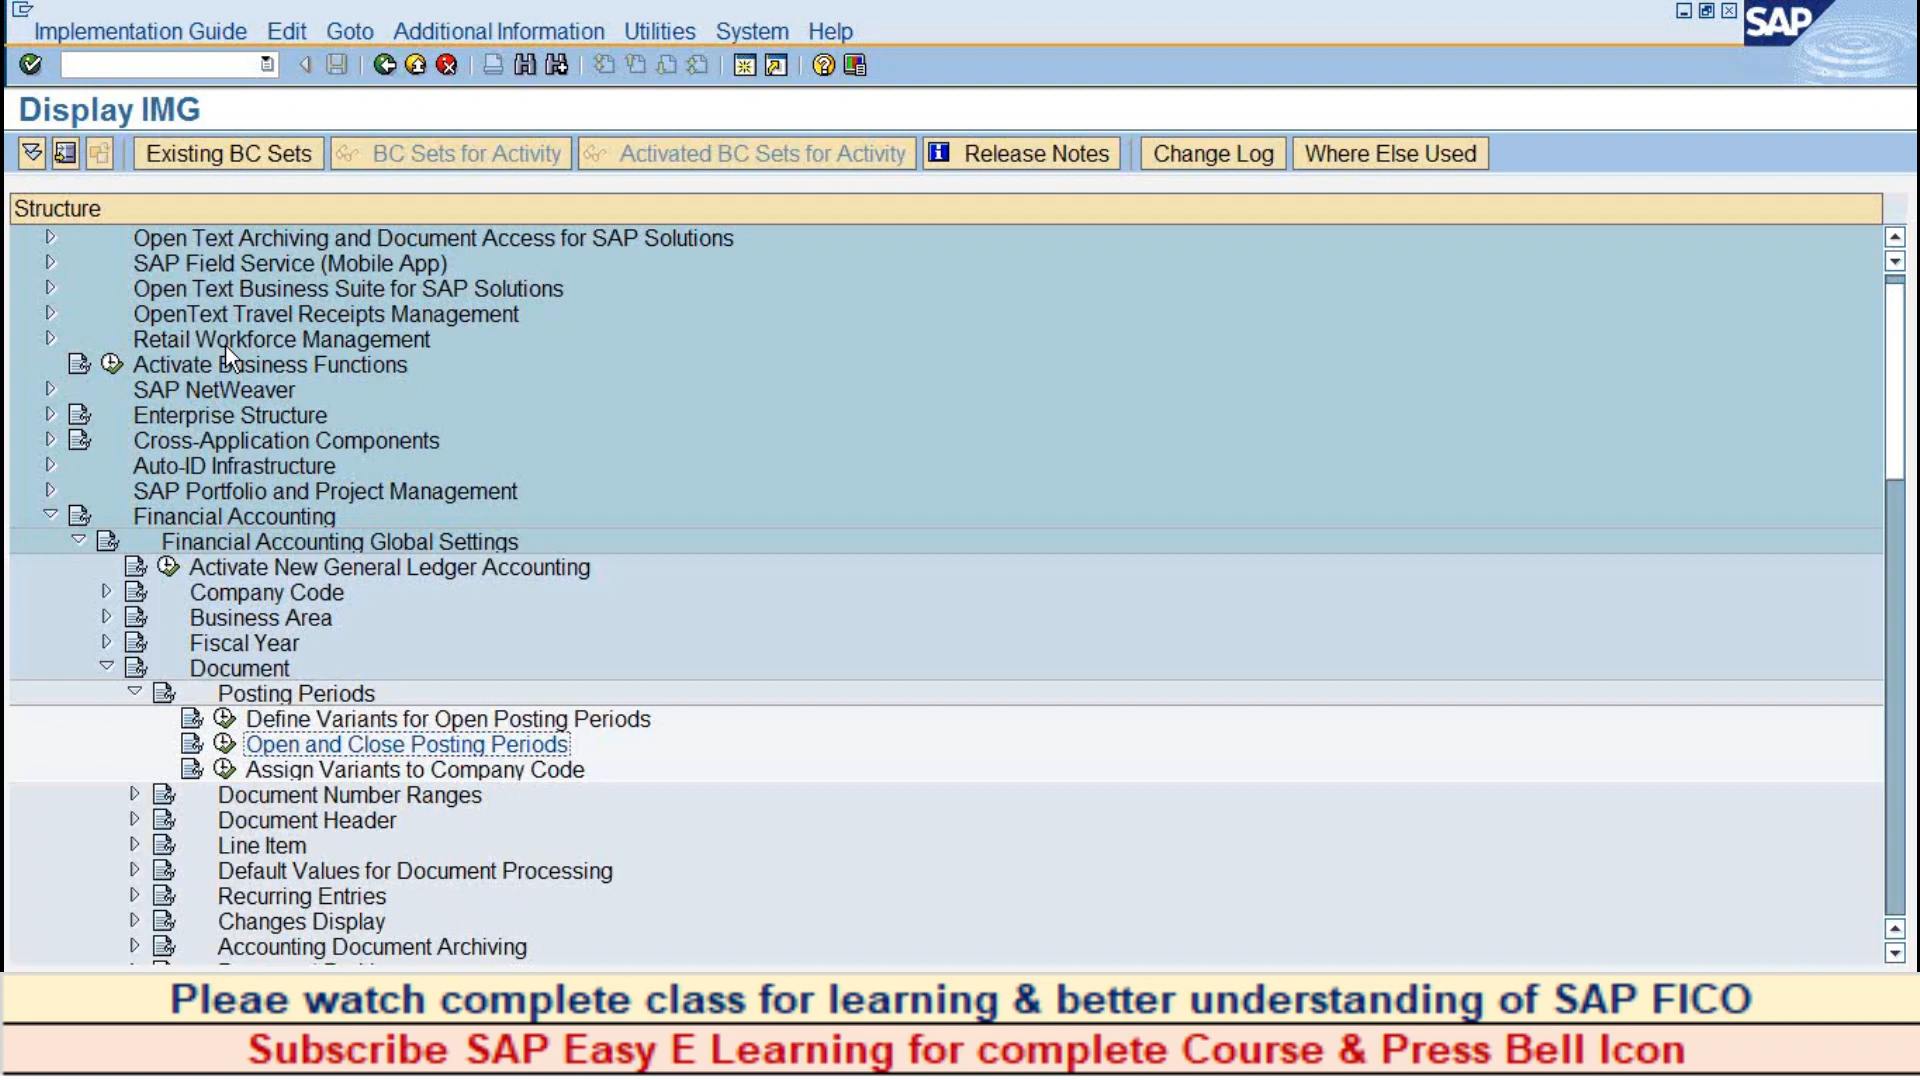 Implementation Guide Edit Goto Additional Information Utilities System Help
SAP
Display IMG
Existing BC Sets BC Sets for Activity Activated BC Sets for Activity Release Notes Change Log Where Else Used
Structure
Open Text Archiving and Document Access for SAP Solutions
SAP Field Service (Mobile App)
Open Text Business Suite for SAP Solutions
OpenText Travel Receipts Management
Retail Workforce Management
Activate Business Functions
SAP NetWeaver
Enterprise Structure
Cross-Application Components
Auto-ID Infrastructure
SAP Portfolio and Project Management
Financial Accounting
Financial Accounting Global Settings
Activate New General Ledger Accounting
Company Code
Business Area
Fiscal Year
Document
Posting Periods
Define Variants for Open Posting Periods
Open and Close Posting Periods
Assign Variants to Company Code
Document Number Ranges
Document Header
Line Item
Default Values for Document Processing
Recurring Entries
Changes Display
Accounting Document Archiving
Pleae watch complete class for learning & better understanding of SAP FICO
Subscribe SAP Easy E Learning for complete Course & Press Bell Icon